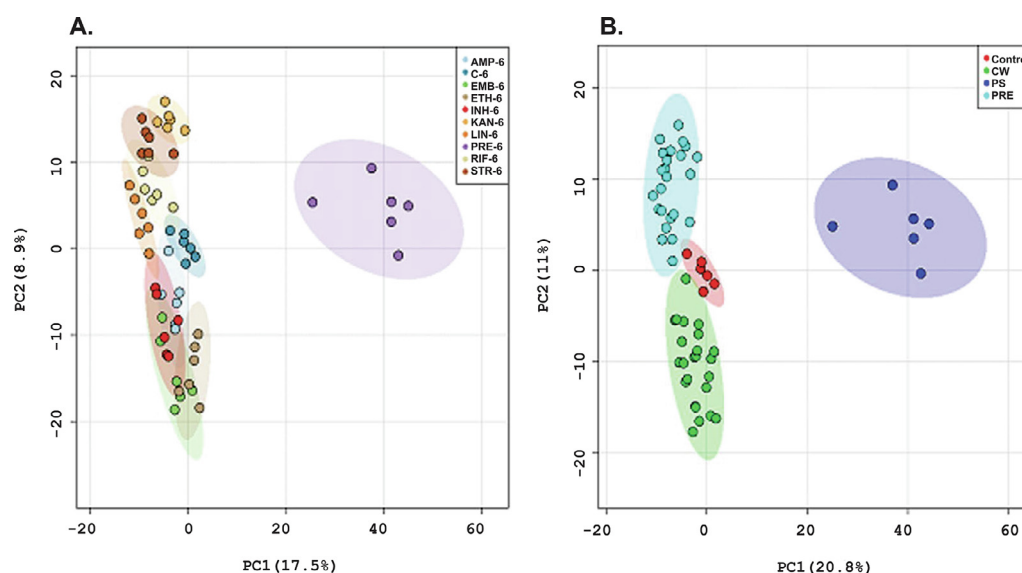 A.
AMP-6
C-6
EMB-6
ETH-6
INH-6
KAN-6
LIN-6
PRE-6
RIF-6
STR-6
20
10
0
-10
-20
PC2(8.9%)
-20 0 20 40 60
PC1(17.5%)
B.
Contro
CW
PS
PRE
20
10
0
-10
-20
PC2(11%)
-20 0 20 40 60
PC1(20.8%)